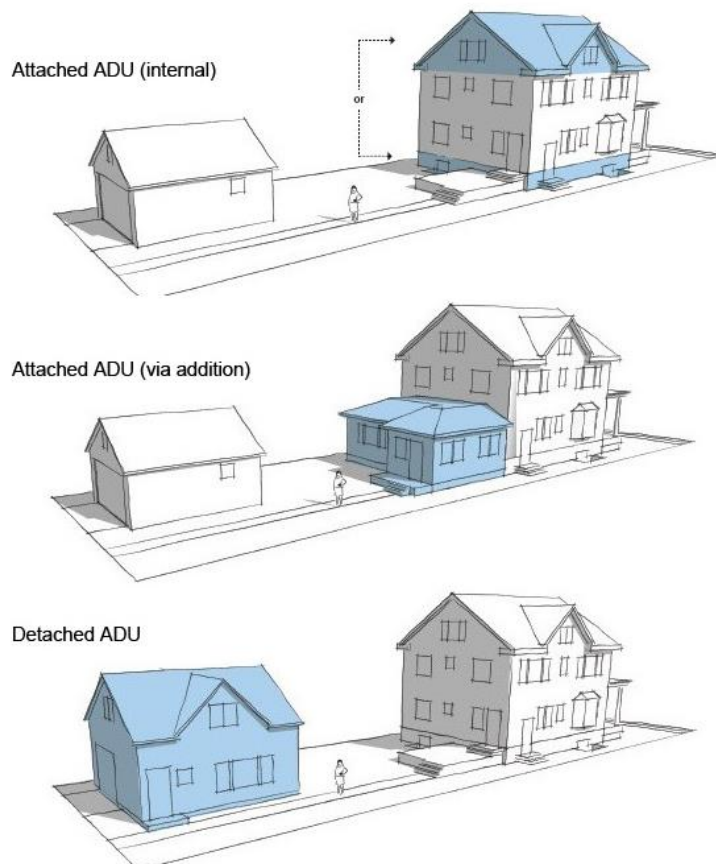 Attached ADU (internal)
or
Attached ADU (via addition)
Detached ADU